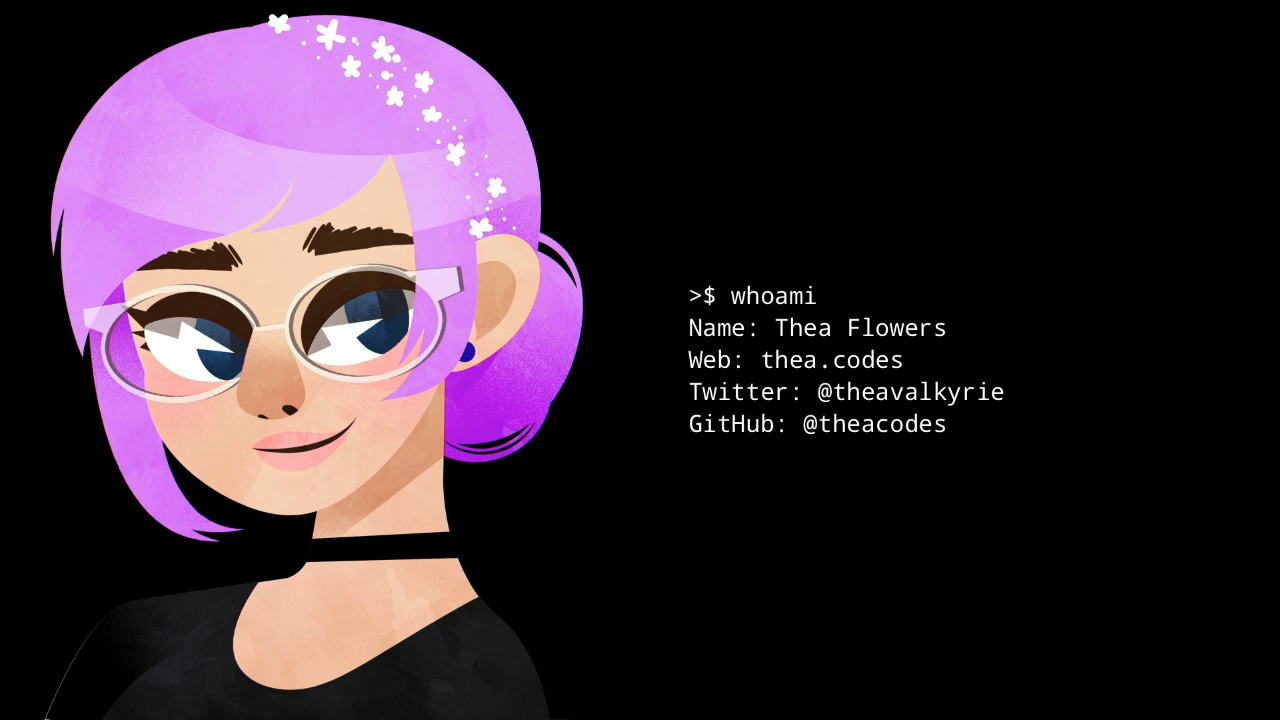 >$ whoami
Name: Thea Flowers
Web: thea.codes
Twitter: @theavalkyrie
GitHub: @theacodes